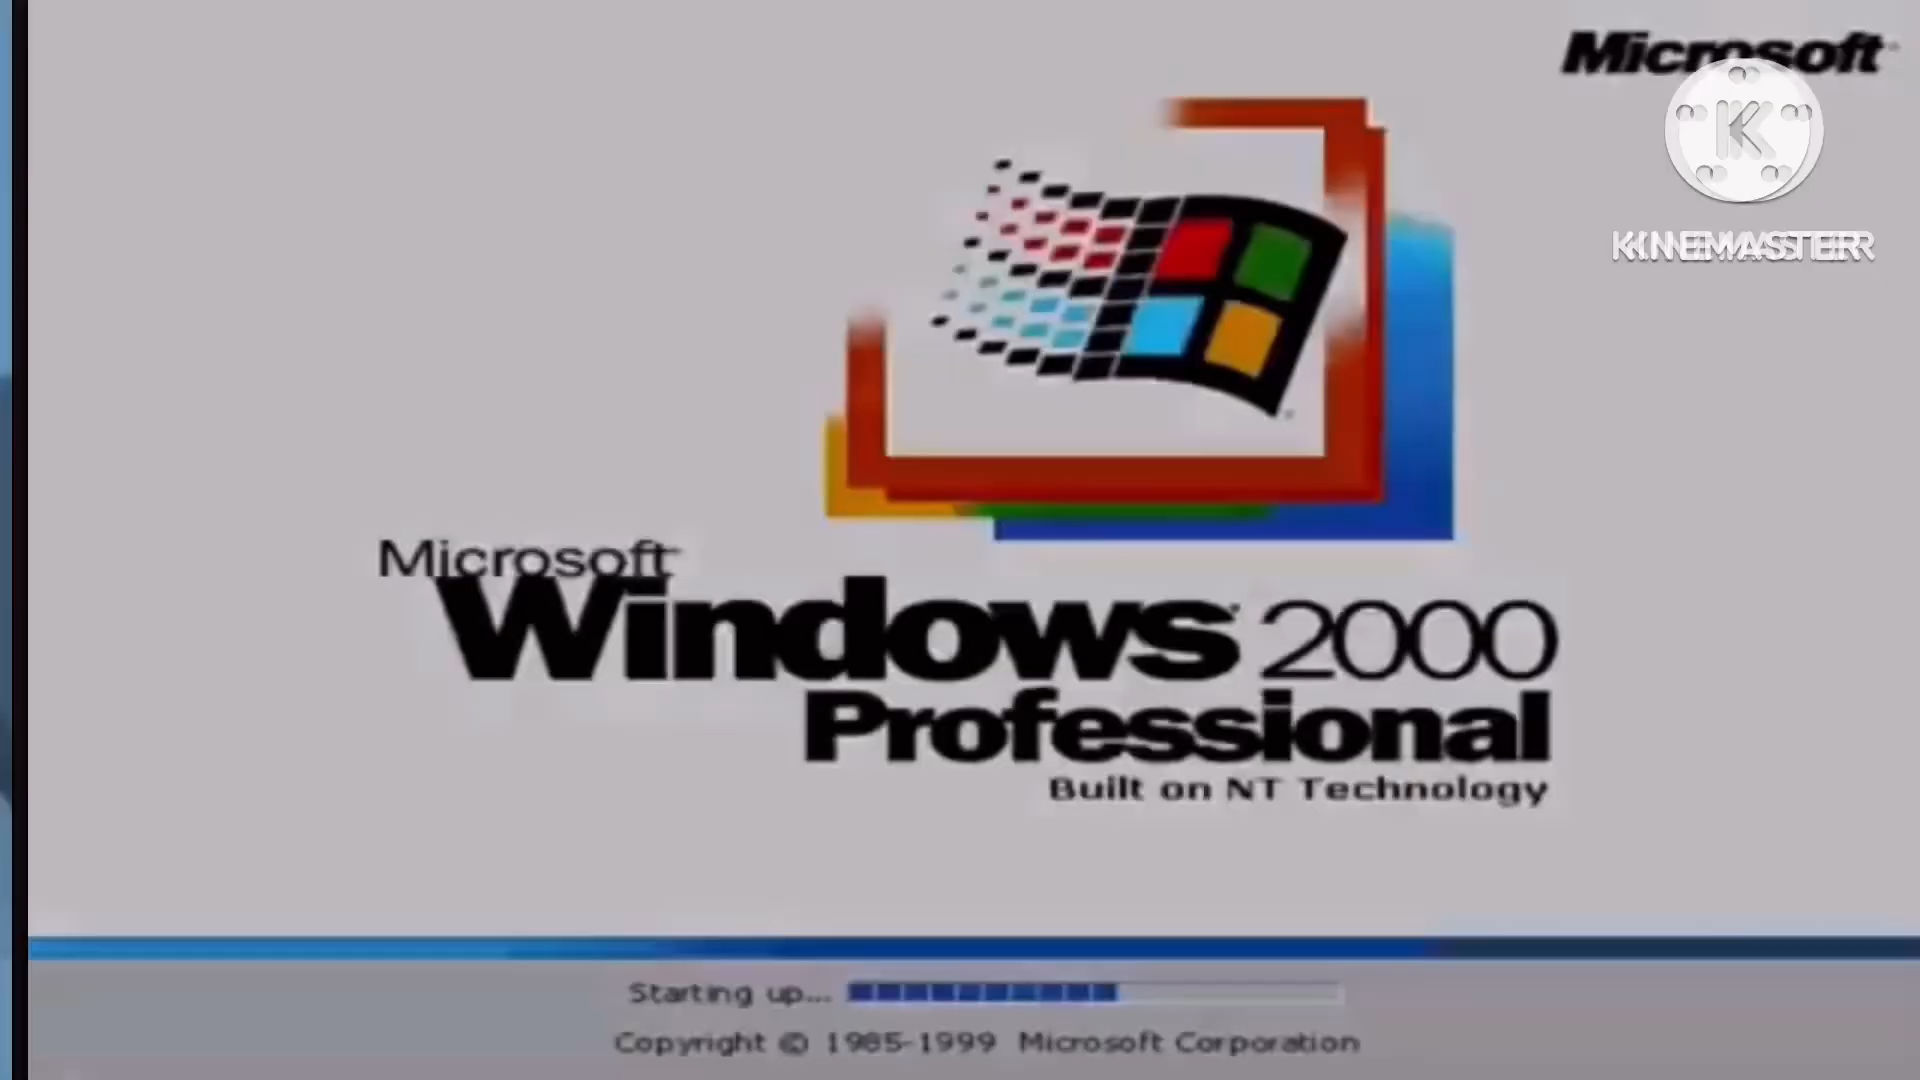 Microsoft
KINEMASTER
Microsoft
Windows 2000
Professional
Built on NT Technology
Starting up...
Copyright © 1985-1999 Microsoft Corporation